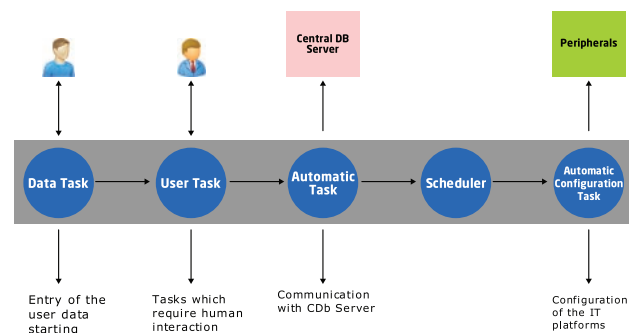 Central DB
Server
Peripherals
Data Task
User Task
Automatic
Task
Scheduler
Automatic
Configuration
Task
Entry of the
user data
starting
Tasks which
require human
interaction
Communication
with CDb Server
Configuration
of the IT
platforms